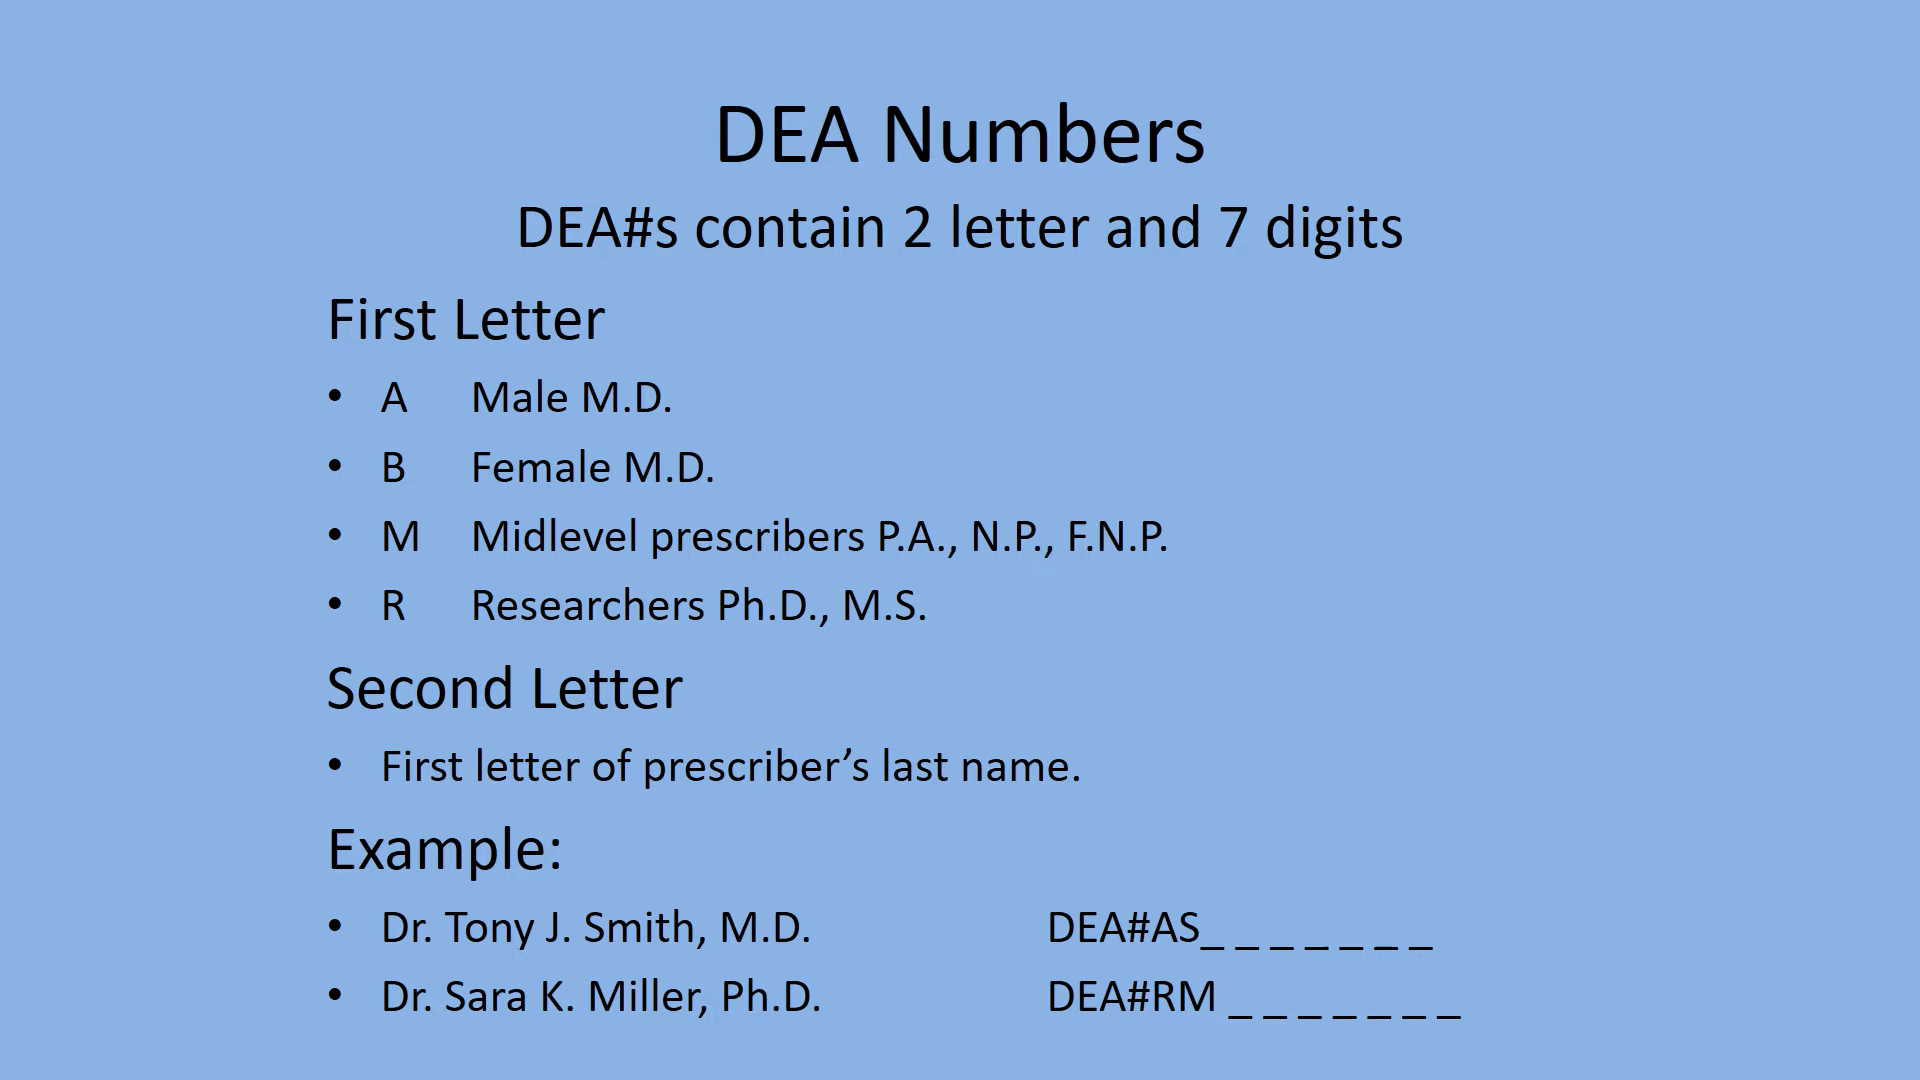 DEA Numbers
DEA#s contain 2 letter and 7 digits
First Letter
• A Male M.D.
• B Female M.D.
• M Midlevel prescribers P.A., N.P., F.N.P.
• R Researchers Ph.D., M.S.
Second Letter
• First letter of prescriber’s last name.
Example:
• Dr. Tony J. Smith, M.D. DEA#AS_ _ _ _ _ _ _
• Dr. Sara K. Miller, Ph.D. DEA#RM _ _ _ _ _ _ _